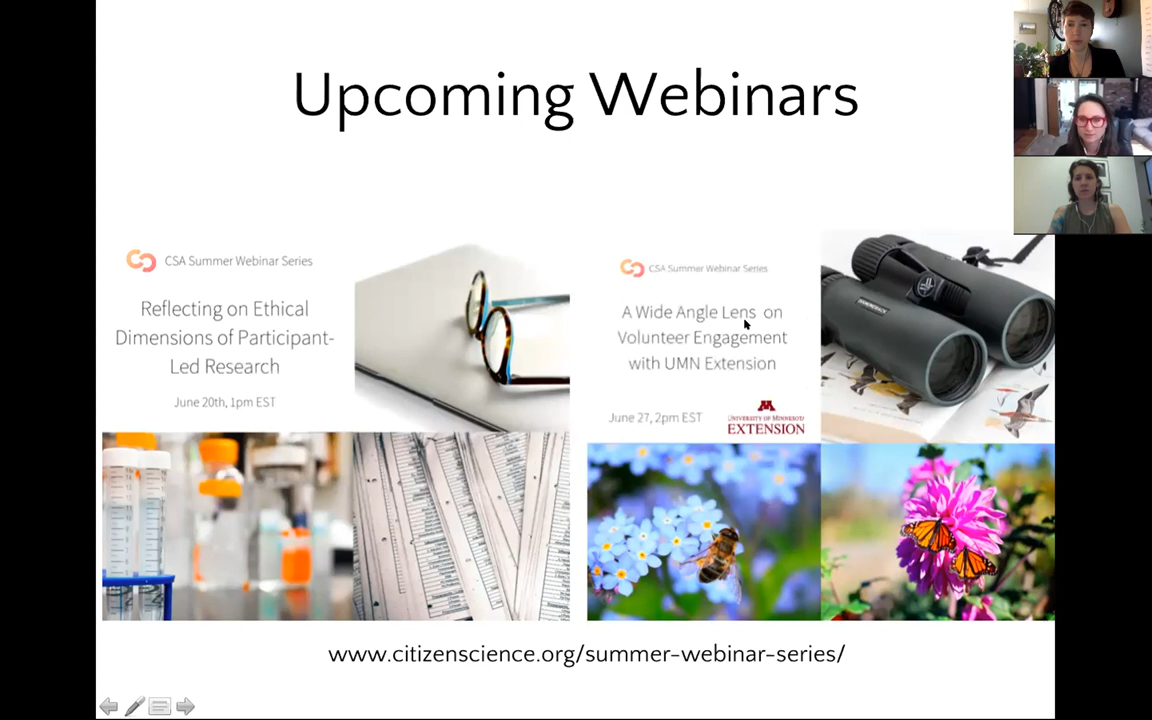 Upcoming Webinars
CSA Summer Webinar Series
Reflecting on Ethical
Dimensions of Participant-
Led Research
June 20th, 1pm EST
CSA Summer Webinar Series
A Wide Angle Lens on
Volunteer Engagement
with UMN Extension
June 27, 2pm EST
UNIVERSITY OF MINNESOTA
EXTENSION
www.citizenscience.org/summer-webinar-series/